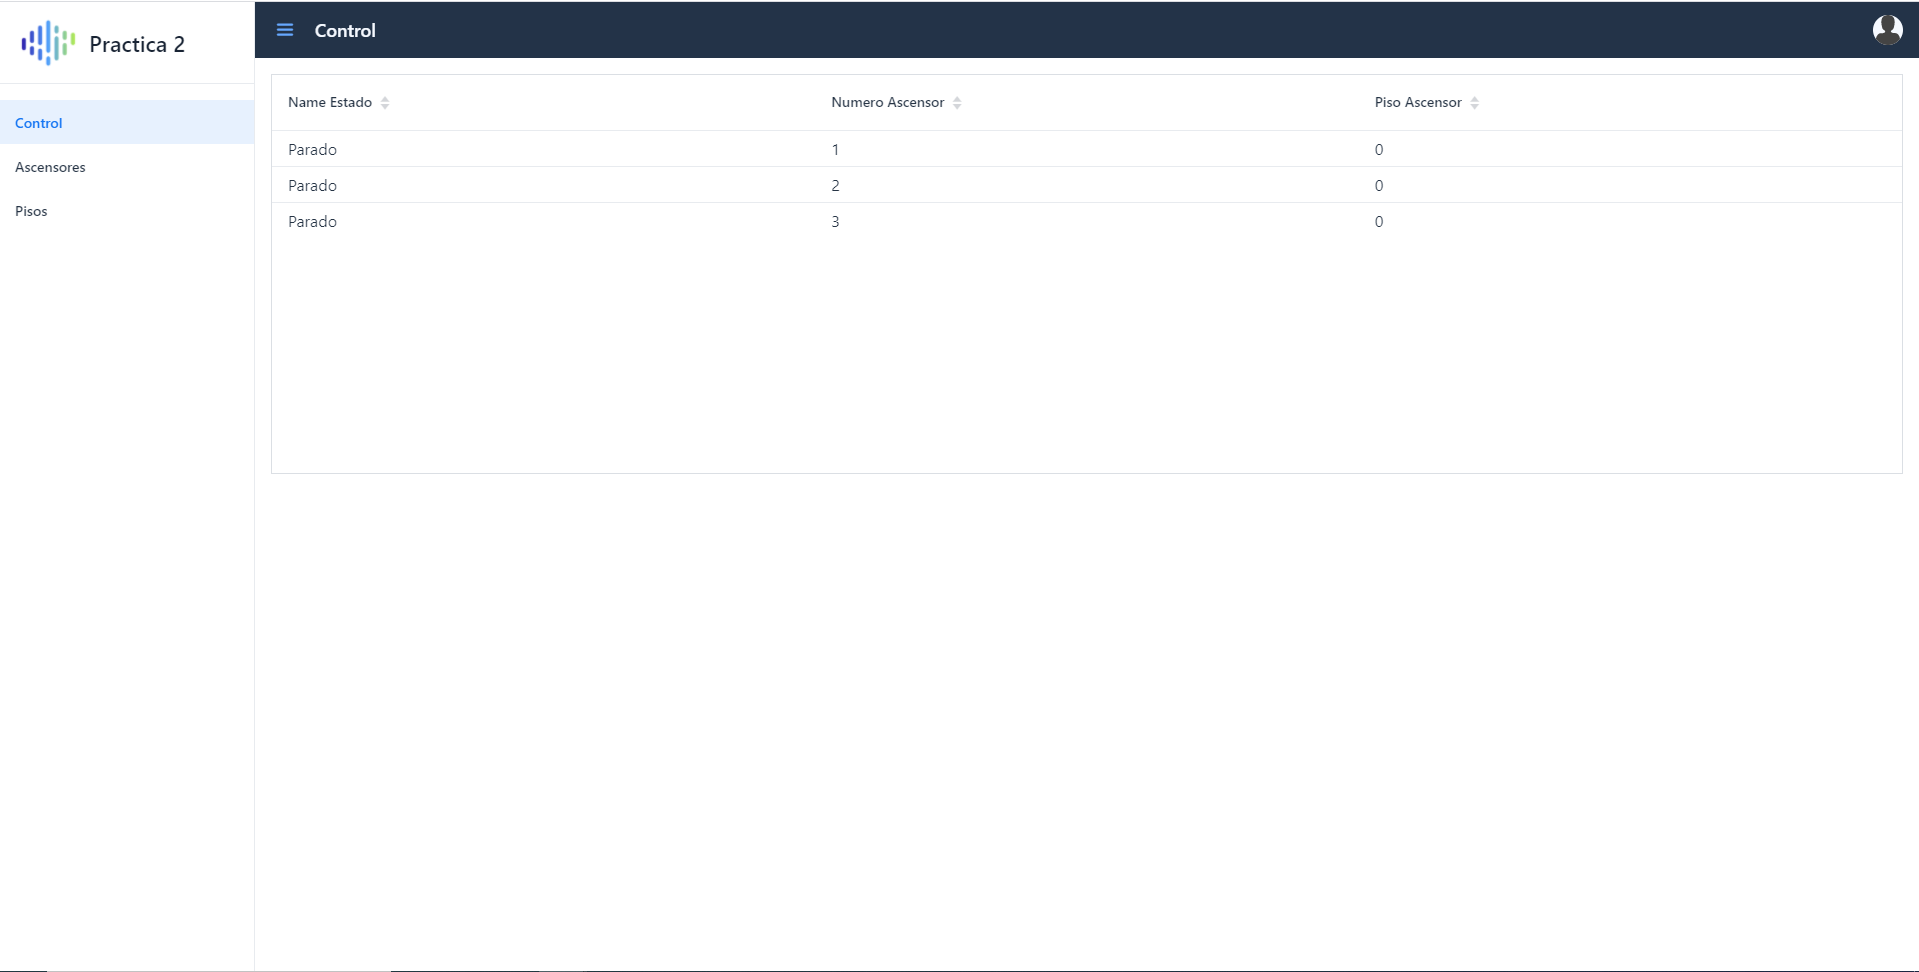 Practica 2
Control
Control
Ascensores
Pisos
Name Estado Numero Ascensor Piso Ascensor
Parado 1 0
Parado 2 0
Parado 3 0